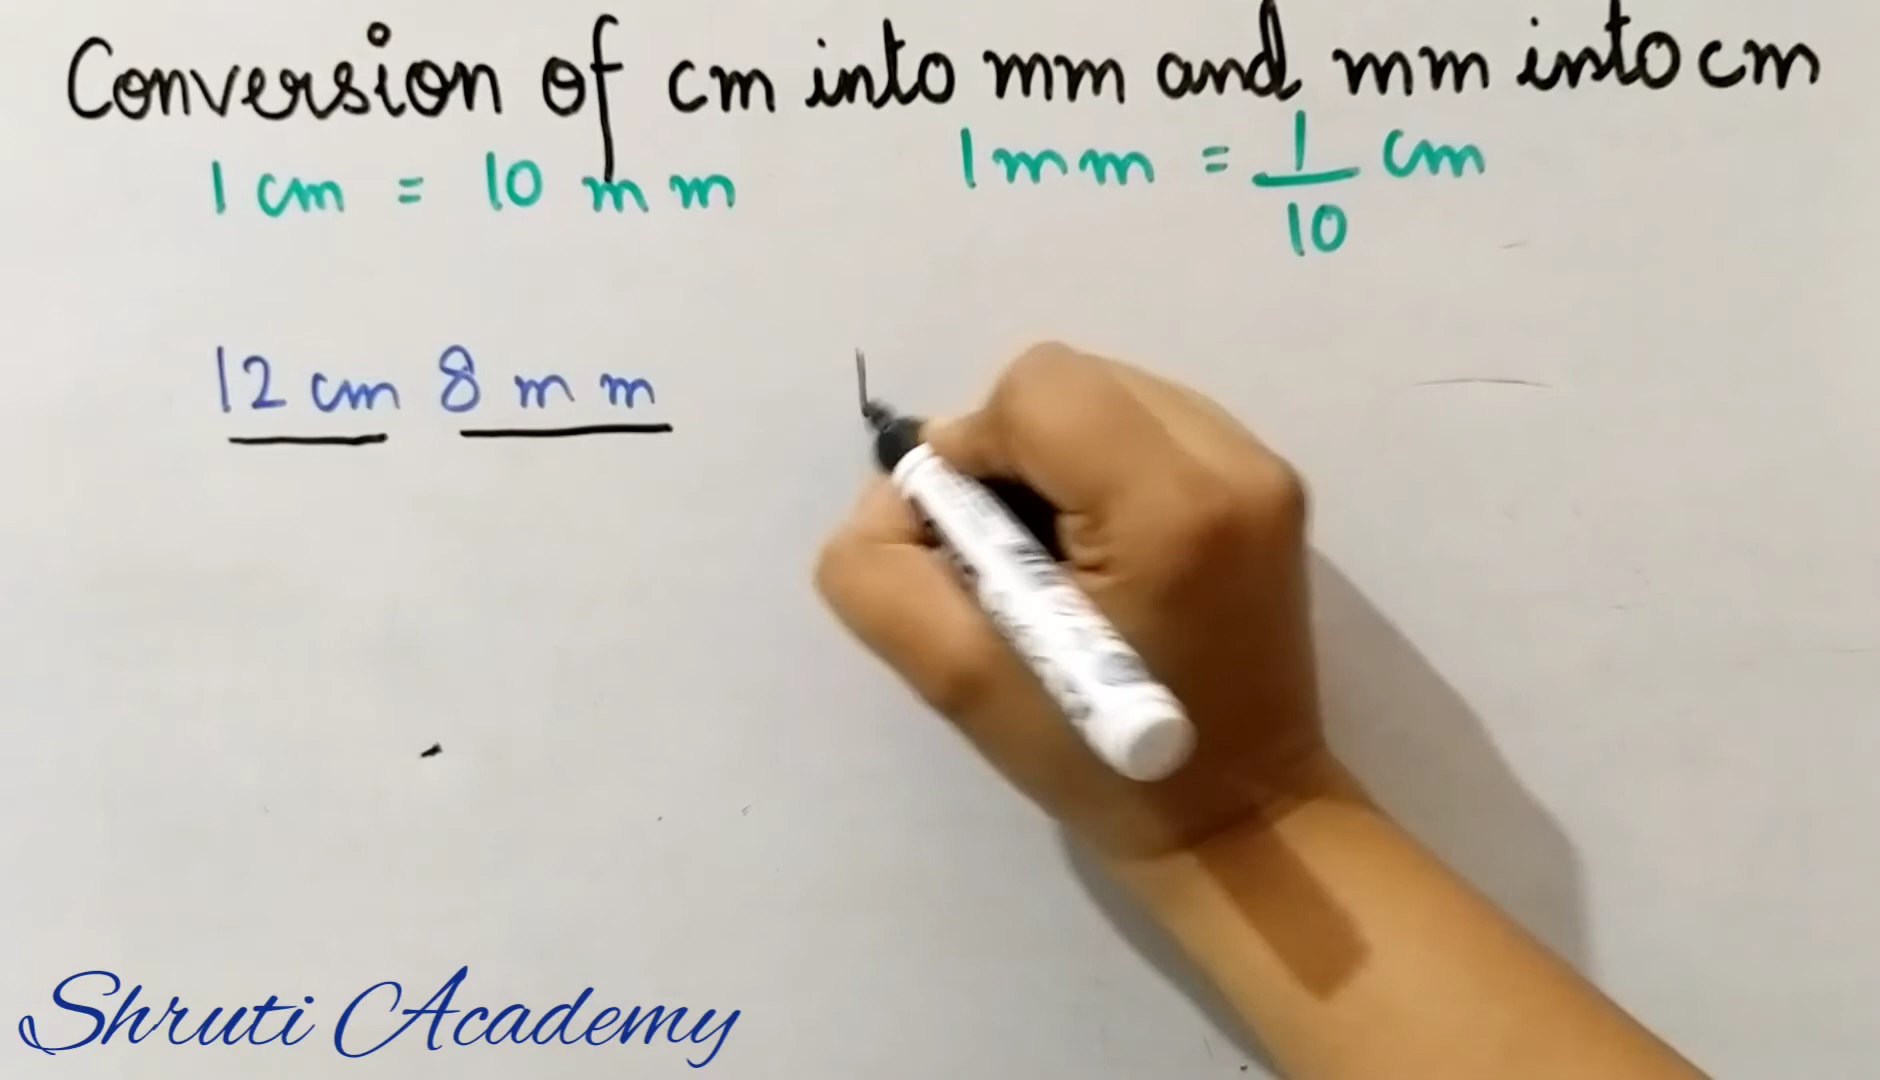 Conversion of cm into mm and mm into cm
1 cm = 10 mm
1 mm = 1/10 cm
12 cm 8 mm
Shruti Academy